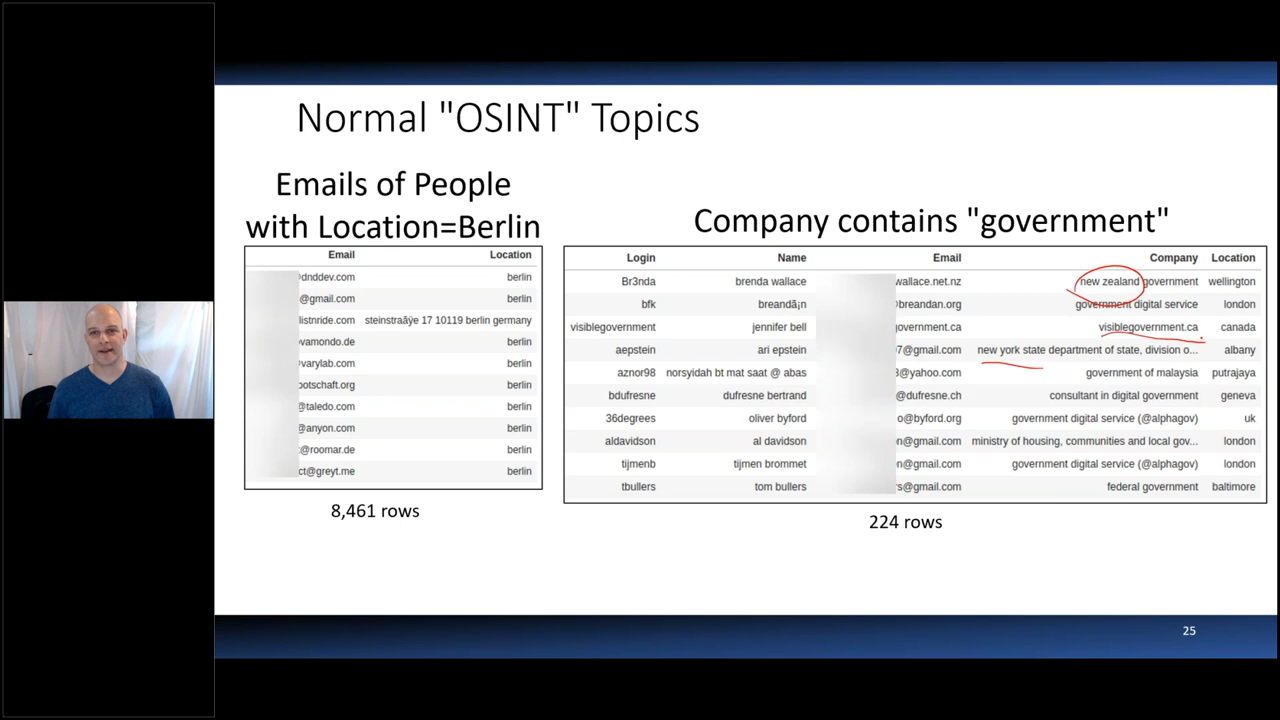 Normal "OSINT" Topics
Emails of People
with Location=Berlin
Email Location
@dnddev.com berlin
@gmail.com berlin
listnride.com steinstraãÿe 17 10119 berlin germany
vamondo.de berlin
@varylab.com berlin
botschaft.org berlin
@taledo.com berlin
@anyon.com berlin
@roomar.de berlin
ct@greyt.me berlin
8,461 rows
Company contains "government"
Login Name Email Company Location
Br3nda brenda wallace wallace.net.nz new zealand government wellington
bfk breandã¡n @breandan.org government digital service london
visiblegovernment jennifer bell government.ca visiblegovernment.ca canada
aepstein ari epstein 7@gmail.com new york state department of state, division o... albany
aznor98 norsyidah bt mat saat @ abas @yahoo.com government of malaysia putrajaya
bdufresne dufresne bertrand @dufresne.ch consultant in digital government geneva
36degrees oliver byford o@byford.org government digital service (@alphagov) uk
aldavidson al davidson n@gmail.com ministry of housing, communities and local gov... london
tijmenb tijmen brommet n@gmail.com government digital service (@alphagov) london
tbullers tom bullers s@gmail.com federal government baltimore
224 rows
25